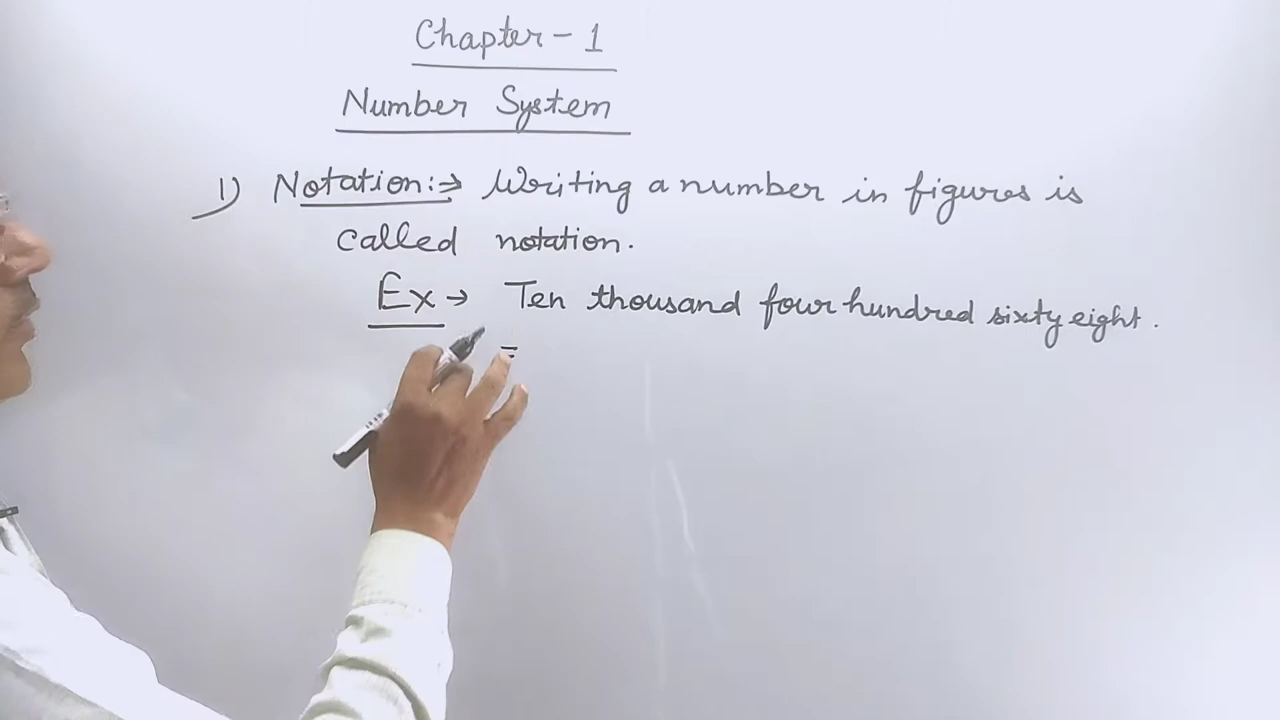 Chapter - 1
Number System
1) Notation:→ Writing a number in figures is
called notation.
Ex → Ten thousand four hundred sixty eight.
=